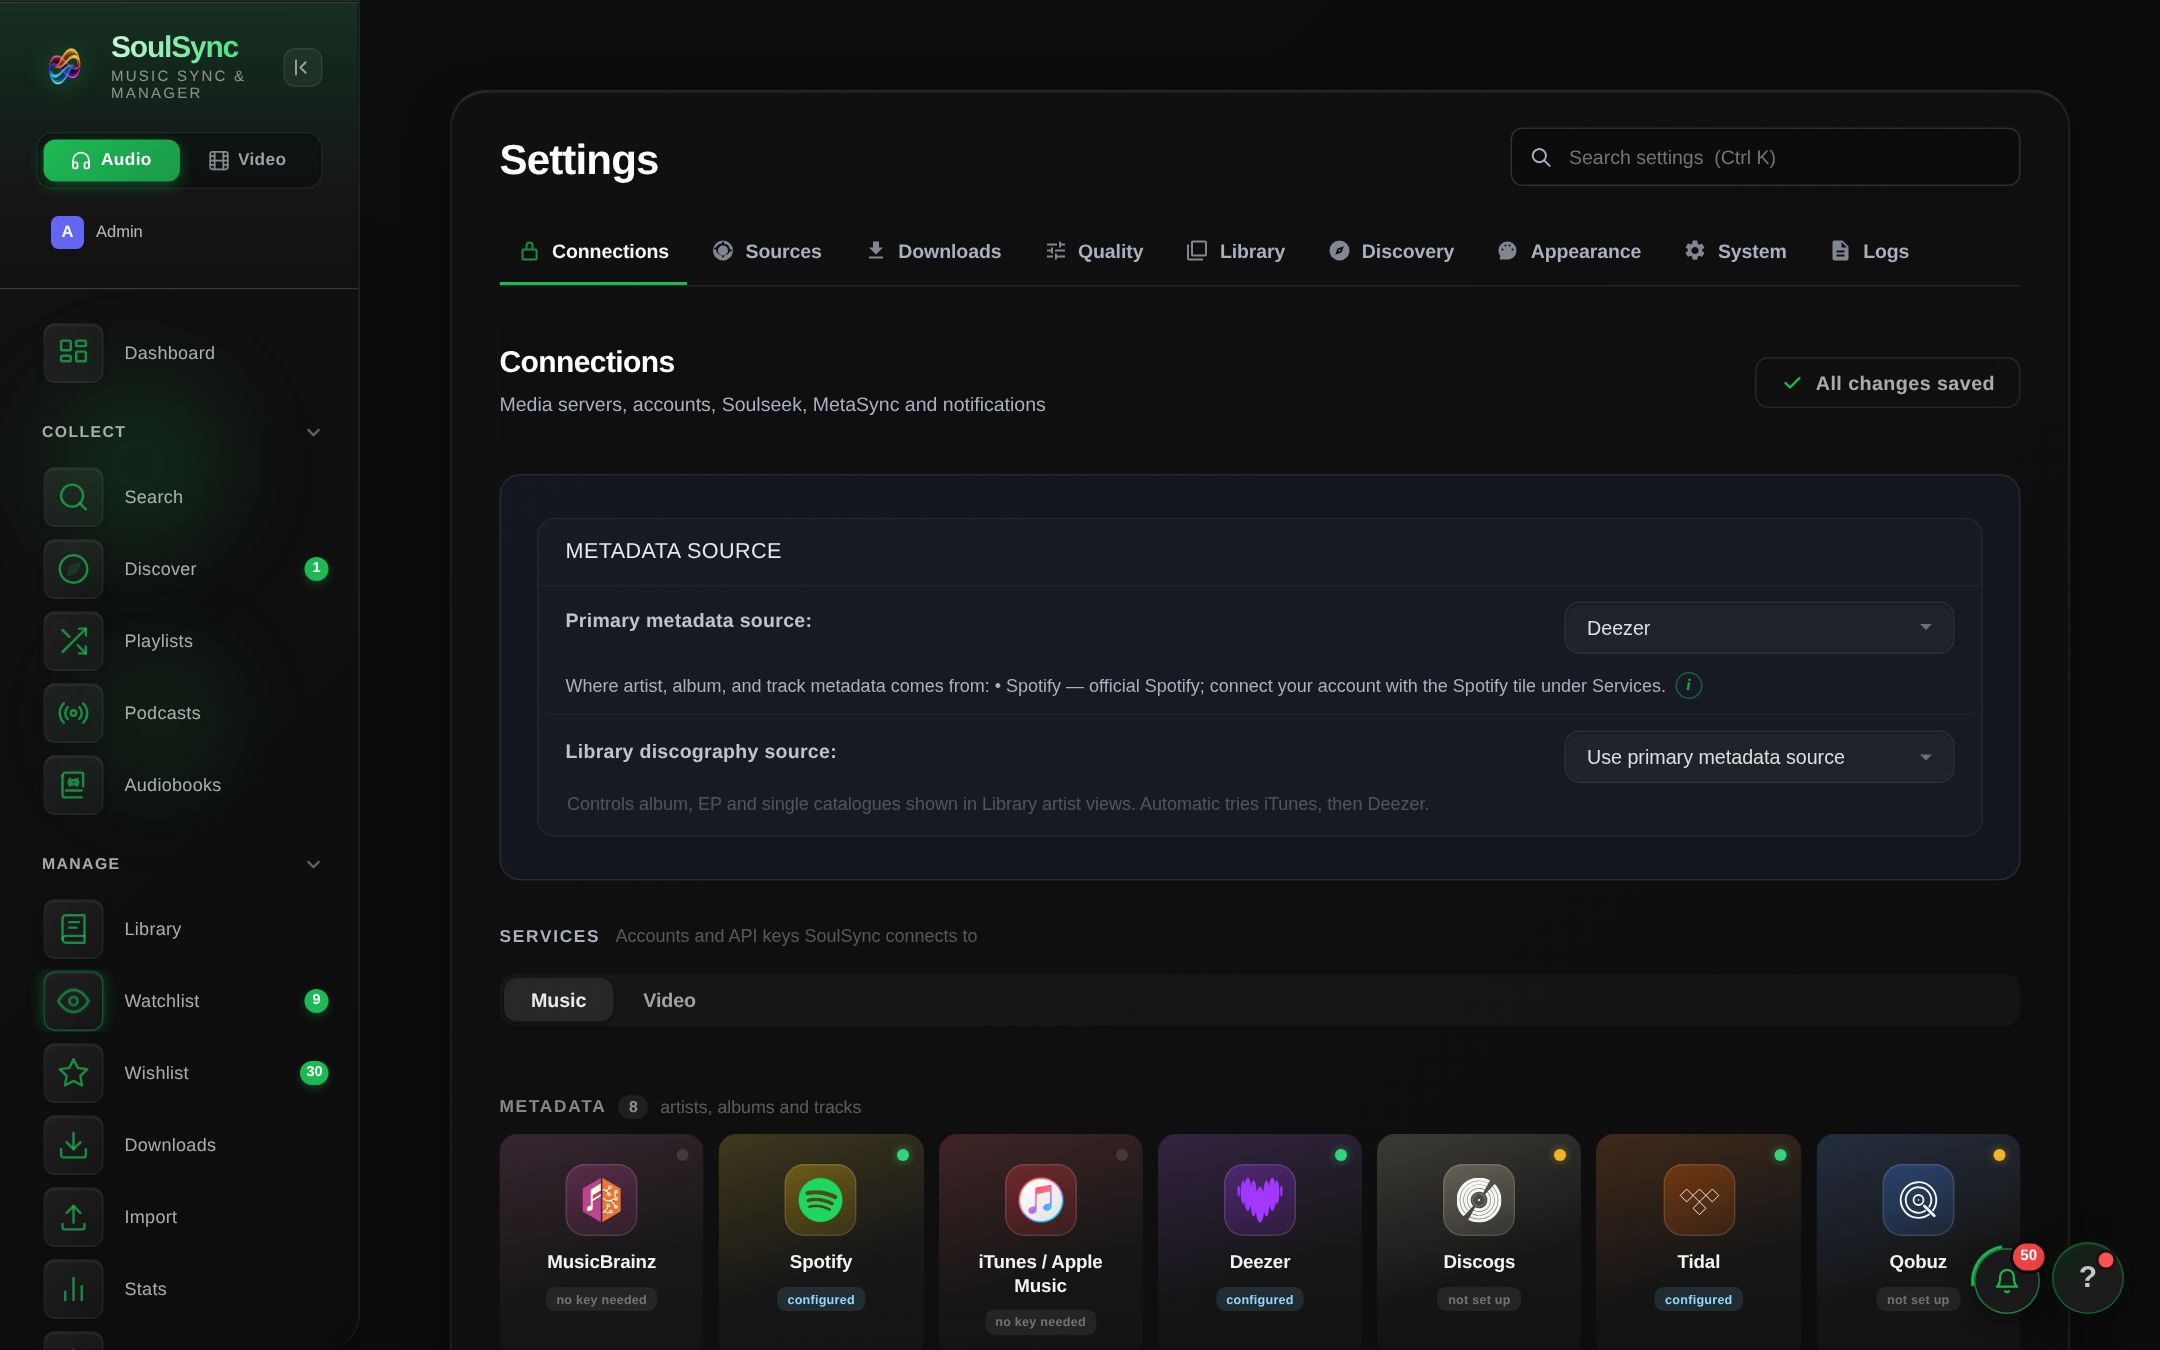 SoulSync
MUSIC SYNC &
MANAGER
Audio
Video
A
Admin
Dashboard
COLLECT
Search
Discover
1
Playlists
Podcasts
Audiobooks
MANAGE
Library
Watchlist
9
Wishlist
30
Downloads
Import
Stats
Settings
Search settings (Ctrl K)
Connections
Sources
Downloads
Quality
Library
Discovery
Appearance
System
Logs
Connections
Media servers, accounts, Soulseek, MetaSync and notifications
All changes saved
METADATA SOURCE
Primary metadata source:
Deezer
Where artist, album, and track metadata comes from: • Spotify — official Spotify; connect your account with the Spotify tile under Services.
i
Library discography source:
Use primary metadata source
Controls album, EP and single catalogues shown in Library artist views. Automatic tries iTunes, then Deezer.
SERVICES
Accounts and API keys SoulSync connects to
Music
Video
METADATA
8
artists, albums and tracks
MusicBrainz
no key needed
Spotify
configured
iTunes / Apple
Music
no key needed
Deezer
configured
Discogs
not set up
Tidal
configured
Qobuz
not set up
50
?